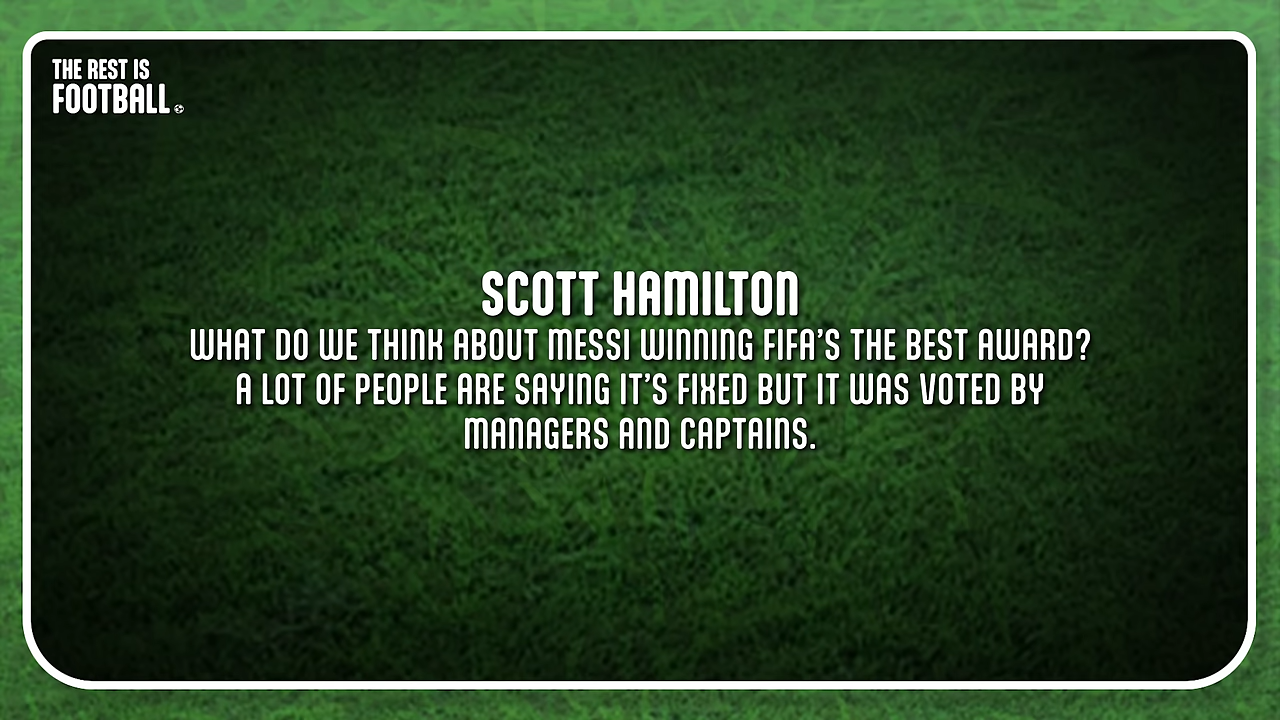 THE REST IS
FOOTBALL
SCOTT HAMILTON
WHAT DO WE THINK ABOUT MESSI WINNING FIFA'S THE BEST AWARD?
A LOT OF PEOPLE ARE SAYING IT'S FIXED BUT IT WAS VOTED BY
MANAGERS AND CAPTAINS.